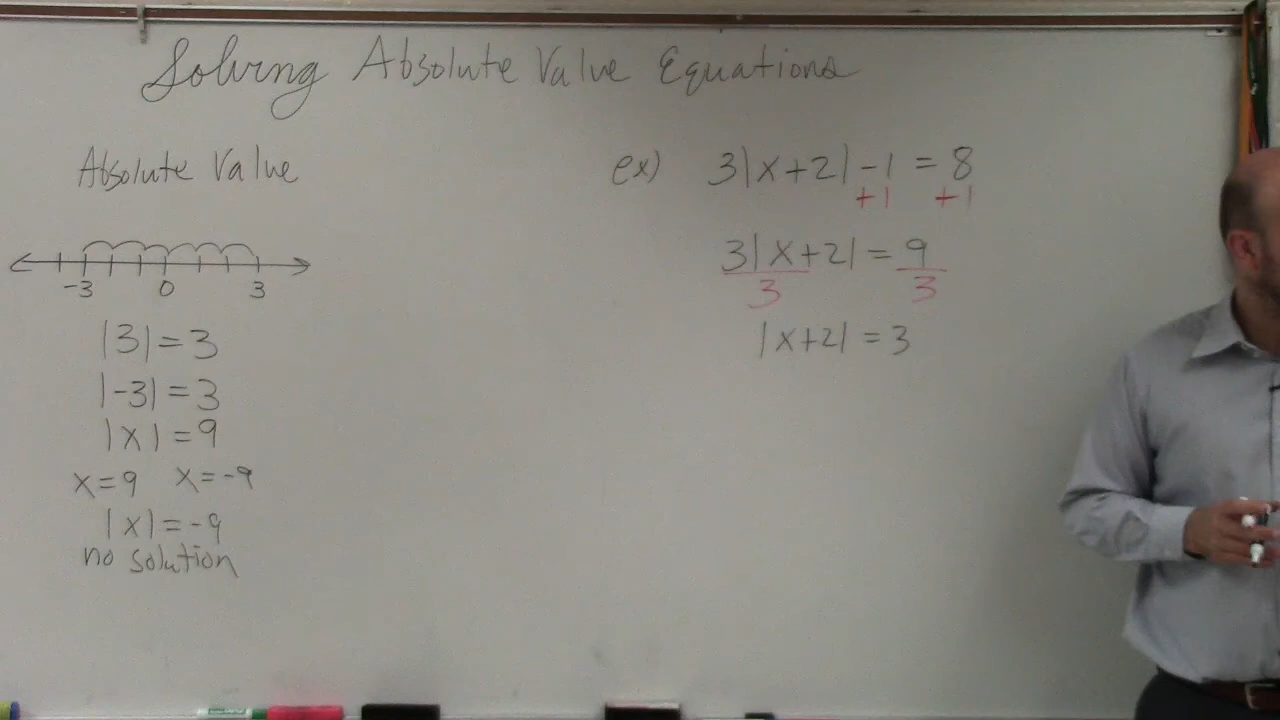 Solving Absolute Value Equations
Absolute Value
-3 0 3
|3| = 3
|-3| = 3
|x| = 9
x = 9 x = -9
|x| = -9
no solution
ex) 3|x+2| - 1 = 8
+1 +1
3|x+2| = 9
3 3
|x+2| = 3